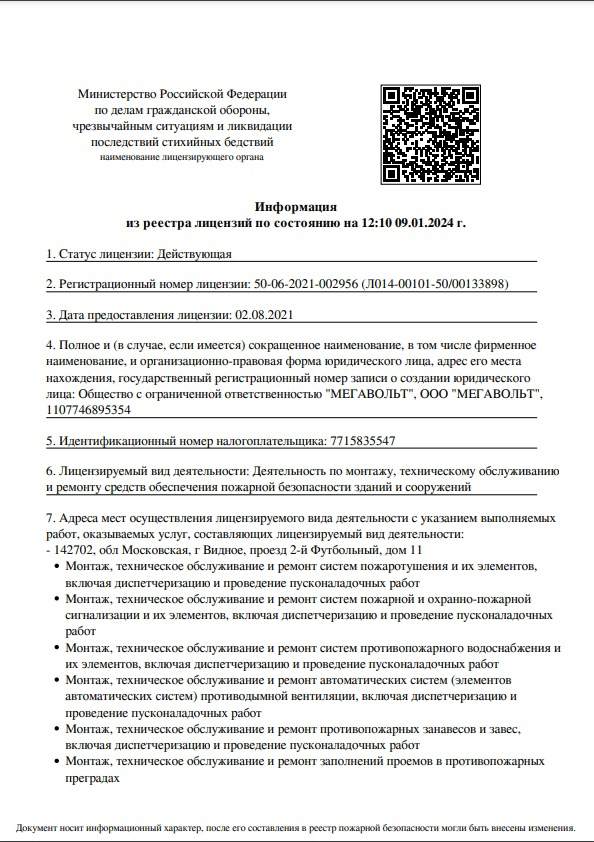 Министерство Российской Федерации
по делам гражданской обороны,
чрезвычайным ситуациям и ликвидации
последствий стихийных бедствий
наименование лицензирующего органа
Информация
из реестра лицензий по состоянию на 12:10 09.01.2024 г.
1. Статус лицензии: Действующая
2. Регистрационный номер лицензии: 50-06-2021-002956 (Л014-00101-50/00133898)
3. Дата предоставления лицензии: 02.08.2021
4. Полное и (в случае, если имеется) сокращенное наименование, в том числе фирменное
наименование, и организационно-правовая форма юридического лица, адрес его места
нахождения, государственный регистрационный номер записи о создании юридического
лица: Общество с ограниченной ответственностью "МЕГАВОЛЬТ", ООО "МЕГАВОЛЬТ",
1107746895354
5. Идентификационный номер налогоплательщика: 7715835547
6. Лицензируемый вид деятельности: Деятельность по монтажу, техническому обслуживанию
и ремонту средств обеспечения пожарной безопасности зданий и сооружений
7. Адреса мест осуществления лицензируемого вида деятельности с указанием выполняемых
работ, оказываемых услуг, составляющих лицензируемый вид деятельности:
- 142702, обл Московская, г Видное, проезд 2-й Футбольный, дом 11
• Монтаж, техническое обслуживание и ремонт систем пожаротушения и их элементов,
включая диспетчеризацию и проведение пусконаладочных работ
• Монтаж, техническое обслуживание и ремонт систем пожарной и охранно-пожарной
сигнализации и их элементов, включая диспетчеризацию и проведение пусконаладочных
работ
• Монтаж, техническое обслуживание и ремонт систем противопожарного водоснабжения и
их элементов, включая диспетчеризацию и проведение пусконаладочных работ
• Монтаж, техническое обслуживание и ремонт автоматических систем (элементов
автоматических систем) противодымной вентиляции, включая диспетчеризацию и
проведение пусконаладочных работ
• Монтаж, техническое обслуживание и ремонт противопожарных занавесов и завес,
включая диспетчеризацию и проведение пусконаладочных работ
• Монтаж, техническое обслуживание и ремонт заполнений проемов в противопожарных
преградах
Документ носит информационный характер, после его составления в реестр пожарной безопасности могли быть внесены изменения.